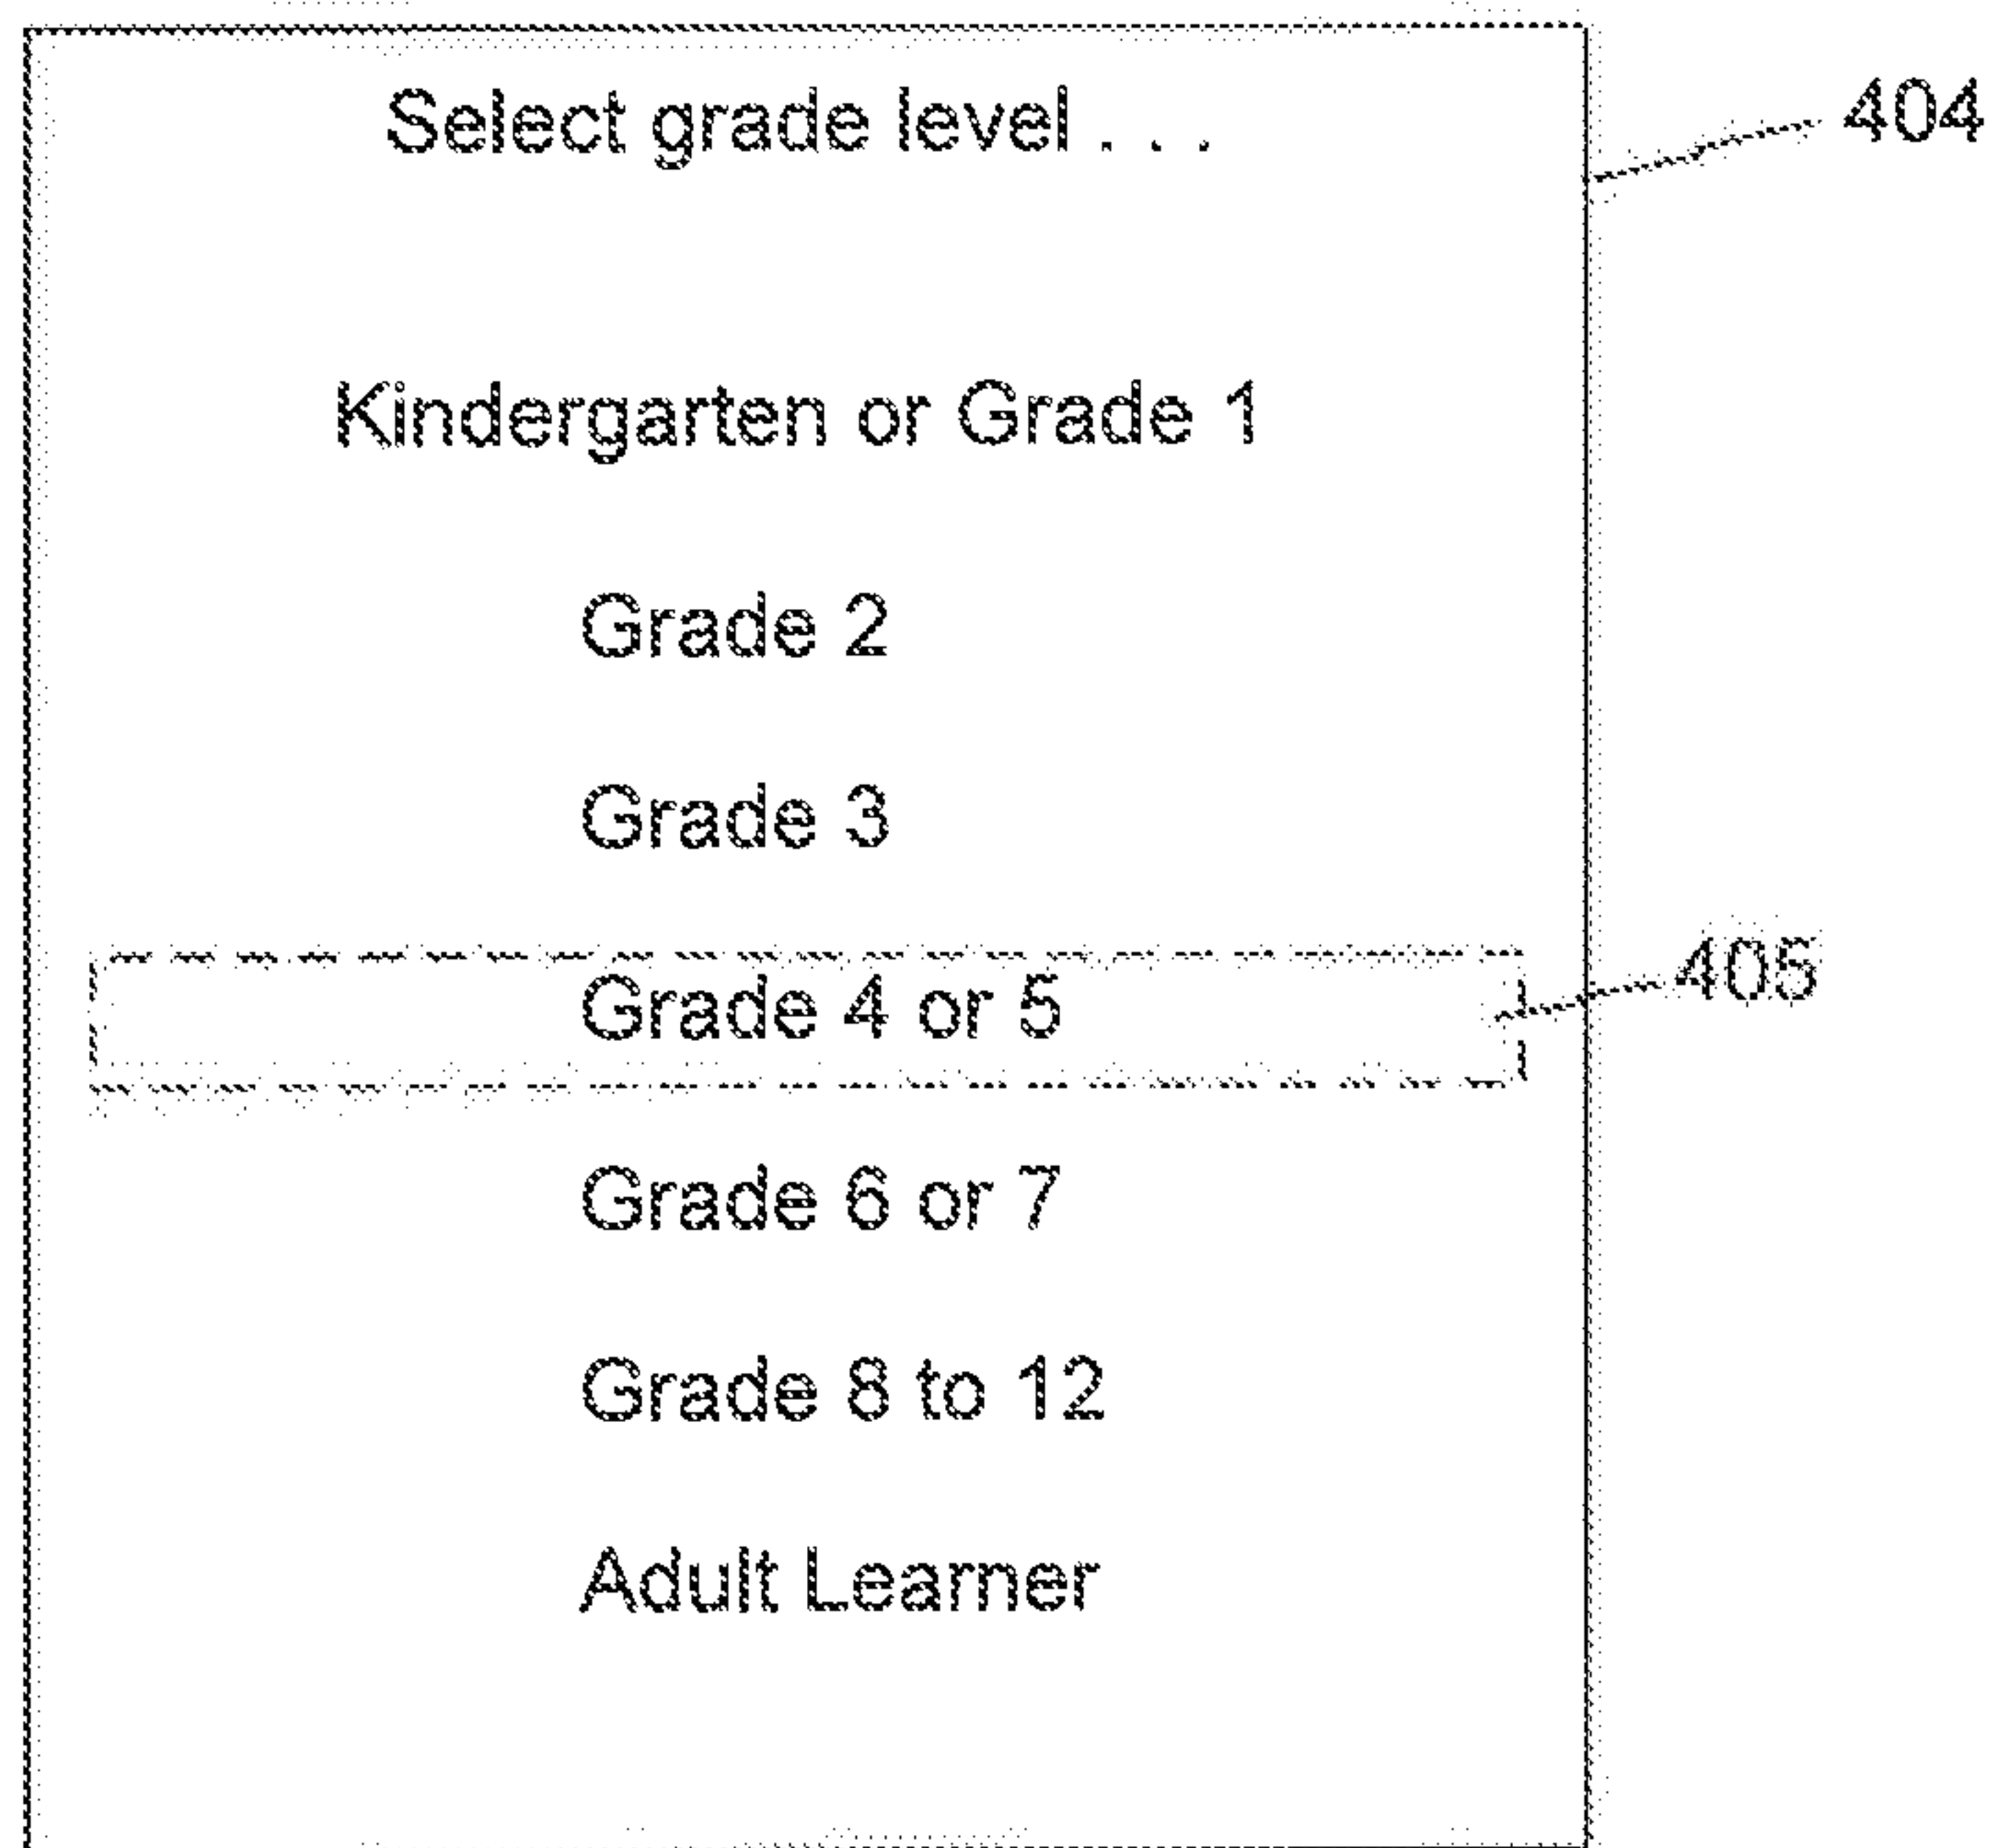 Select grade level . . .
404
Kindergarten or Grade 1
Grade 2
Grade 3
Grade 4 or 5
405
Grade 6 or 7
Grade 8 to 12
Adult Learner